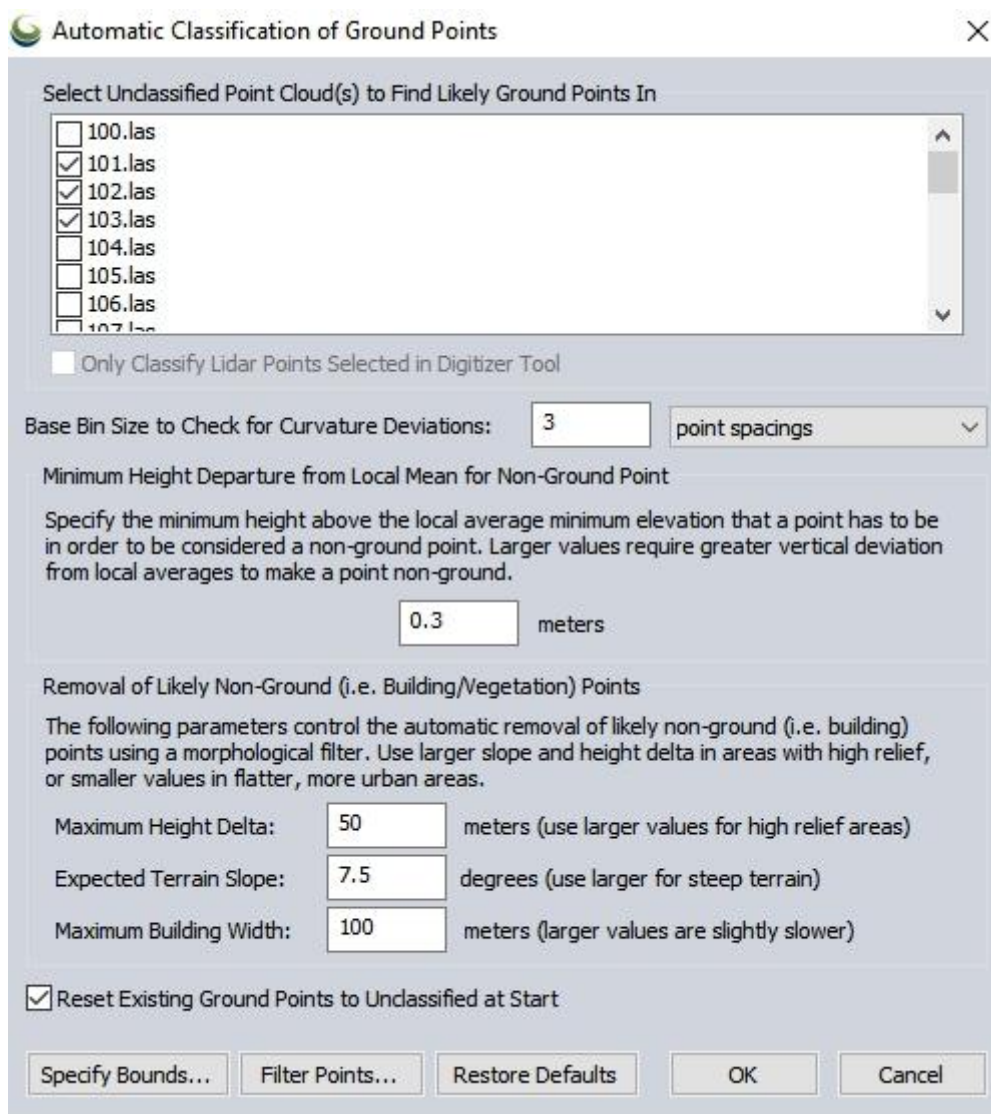 Automatic Classification of Ground Points
Select Unclassified Point Cloud(s) to Find Likely Ground Points In
100.las
101.las
102.las
103.las
104.las
105.las
106.las
107.las
Only Classify Lidar Points Selected in Digitizer Tool
Base Bin Size to Check for Curvature Deviations: 3 point spacings
Minimum Height Departure from Local Mean for Non-Ground Point
Specify the minimum height above the local average minimum elevation that a point has to be
in order to be considered a non-ground point. Larger values require greater vertical deviation
from local averages to make a point non-ground.
0.3 meters
Removal of Likely Non-Ground (i.e. Building/Vegetation) Points
The following parameters control the automatic removal of likely non-ground (i.e. building)
points using a morphological filter. Use larger slope and height delta in areas with high relief,
or smaller values in flatter, more urban areas.
Maximum Height Delta: 50 meters (use larger values for high relief areas)
Expected Terrain Slope: 7.5 degrees (use larger for steep terrain)
Maximum Building Width: 100 meters (larger values are slightly slower)
Reset Existing Ground Points to Unclassified at Start
Specify Bounds... Filter Points... Restore Defaults OK Cancel